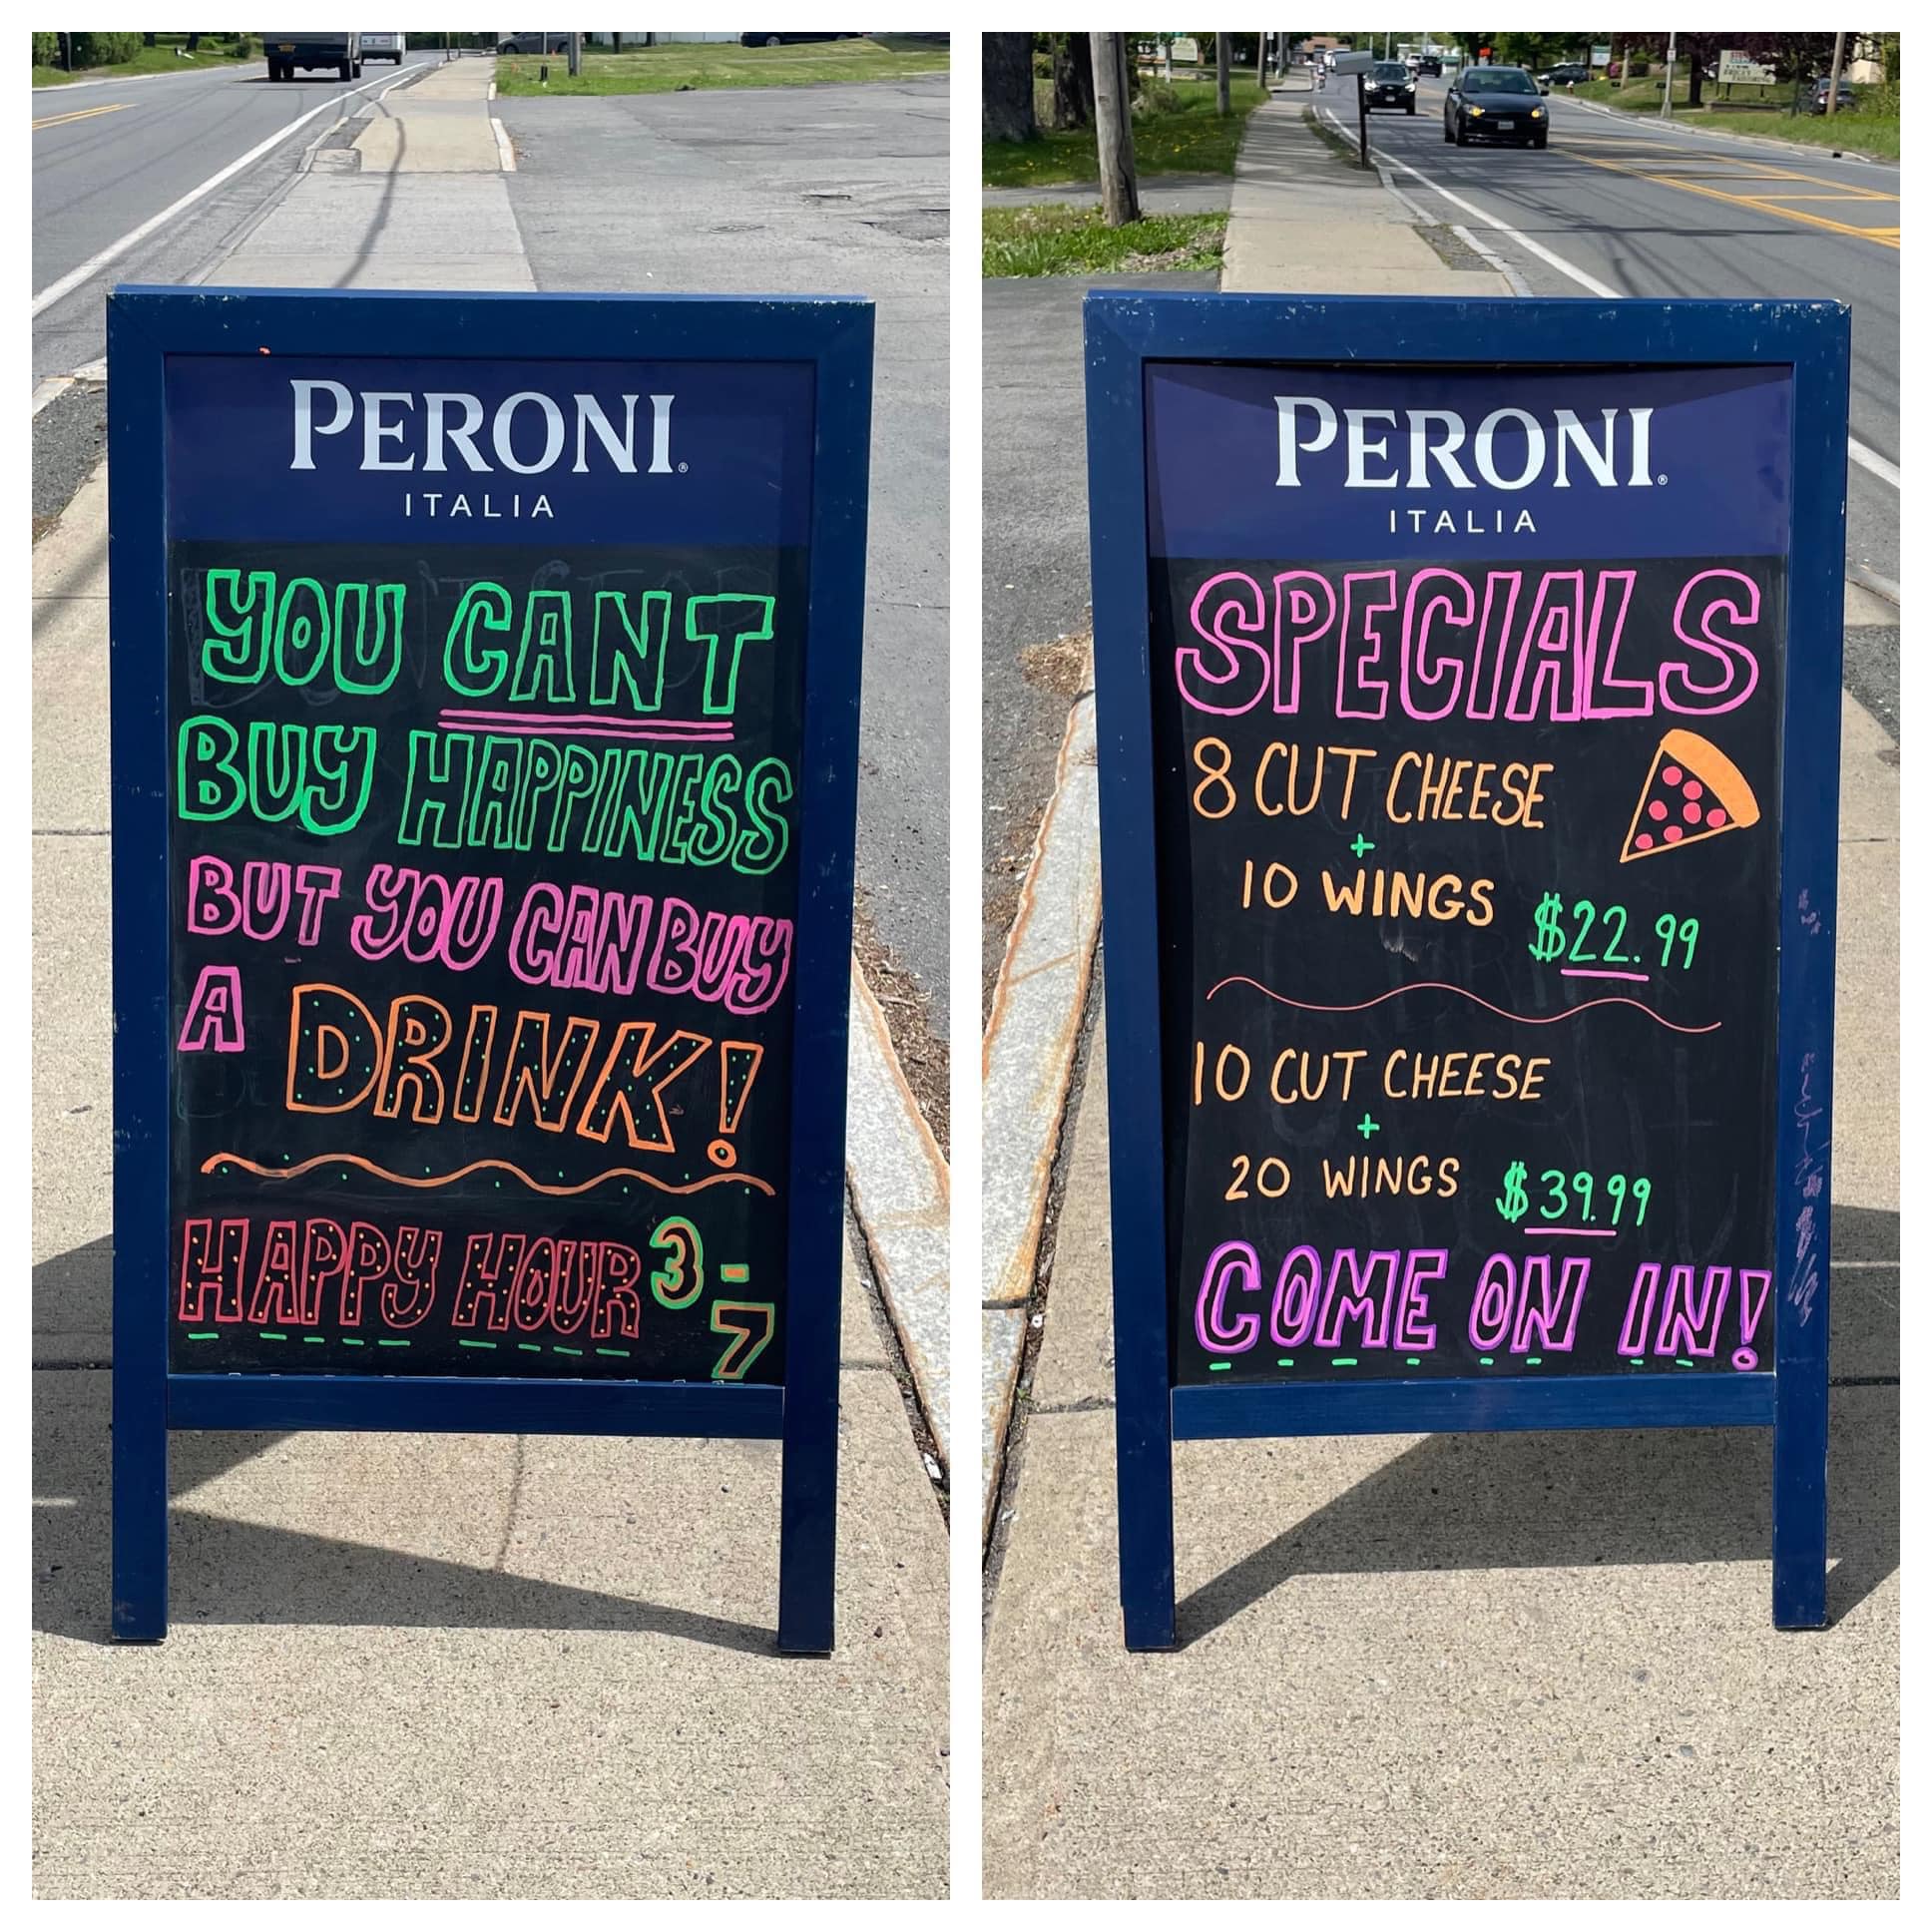 PERONI®
ITALIA
YOU CANT
BUY HAPPINESS
BUT YOU CAN BUY
A DRINK!
HAPPY HOUR 3-
7
PERONI®
ITALIA
SPECIALS
8 CUT CHEESE
+
10 WINGS $22.99
10 CUT CHEESE
+
20 WINGS $39.99
COME ON IN!